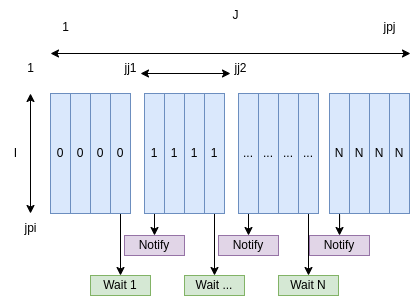 J
1 jpj
1 jj1 jj2
I 0 0 0 0 1 1 1 1 ... ... ... ... N N N N
jpi
Notify Notify Notify
Wait 1 Wait ... Wait N